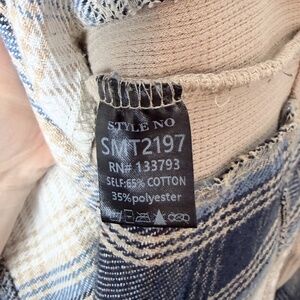 STYLE NO
SMT2197
RN# 133793
SELF:65% COTTON
35%polyester